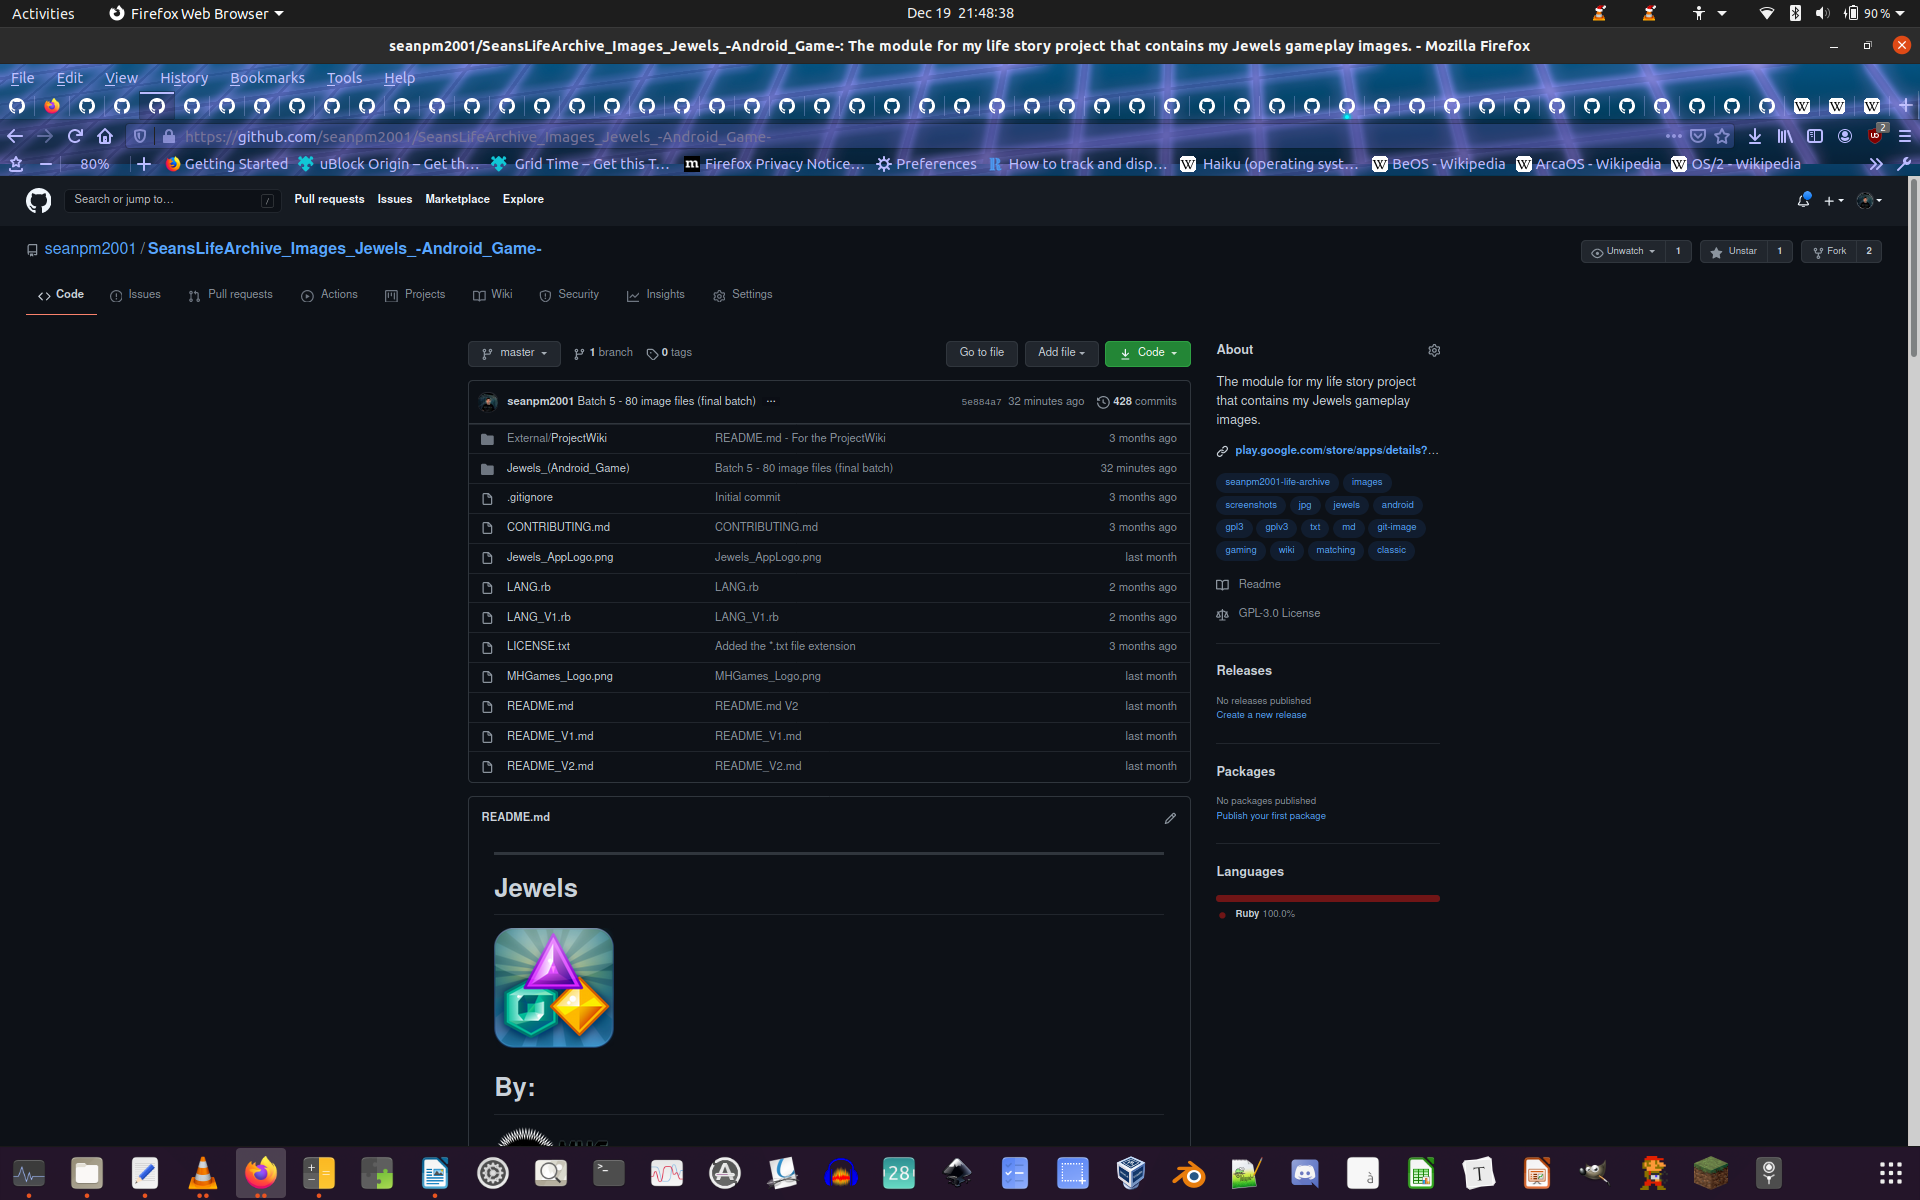 Activities
Firefox Web Browser
Dec 19 21:48:38
90 %
seanpm2001/SeansLifeArchive_Images_Jewels_-Android_Game-: The module for my life story project that contains my Jewels gameplay images. - Mozilla Firefox
File Edit View History Bookmarks Tools Help
https://github.com/seanpm2001/SeansLifeArchive_Images_Jewels_-Android_Game-
2
80%
Getting Started
uBlock Origin – Get th…
Grid Time – Get this T…
Firefox Privacy Notice…
Preferences
How to track and disp…
Haiku (operating syst…
BeOS - Wikipedia
ArcaOS - Wikipedia
OS/2 - Wikipedia
Search or jump to…
/
Pull requests Issues Marketplace Explore
seanpm2001 / SeansLifeArchive_Images_Jewels_-Android_Game-
Unwatch 1
Unstar 1
Fork 2
Code Issues Pull requests Actions Projects Wiki Security Insights Settings
master
1 branch
0 tags
Go to file
Add file
Code
seanpm2001 Batch 5 - 80 image files (final batch) ...
5e884a7 32 minutes ago
428 commits
External/ProjectWiki README.md - For the ProjectWiki 3 months ago
Jewels_(Android_Game) Batch 5 - 80 image files (final batch) 32 minutes ago
.gitignore Initial commit 3 months ago
CONTRIBUTING.md CONTRIBUTING.md 3 months ago
Jewels_AppLogo.png Jewels_AppLogo.png last month
LANG.rb LANG.rb 2 months ago
LANG_V1.rb LANG_V1.rb 2 months ago
LICENSE.txt Added the *.txt file extension 3 months ago
MHGames_Logo.png MHGames_Logo.png last month
README.md README.md V2 last month
README_V1.md README_V1.md last month
README_V2.md README_V2.md last month
README.md
Jewels
By:
About
The module for my life story project
that contains my Jewels gameplay
images.
play.google.com/store/apps/details?...
seanpm2001-life-archive images
screenshots jpg jewels android
gpl3 gplv3 txt md git-image
gaming wiki matching classic
Readme
GPL-3.0 License
Releases
No releases published
Create a new release
Packages
No packages published
Publish your first package
Languages
Ruby 100.0%
28